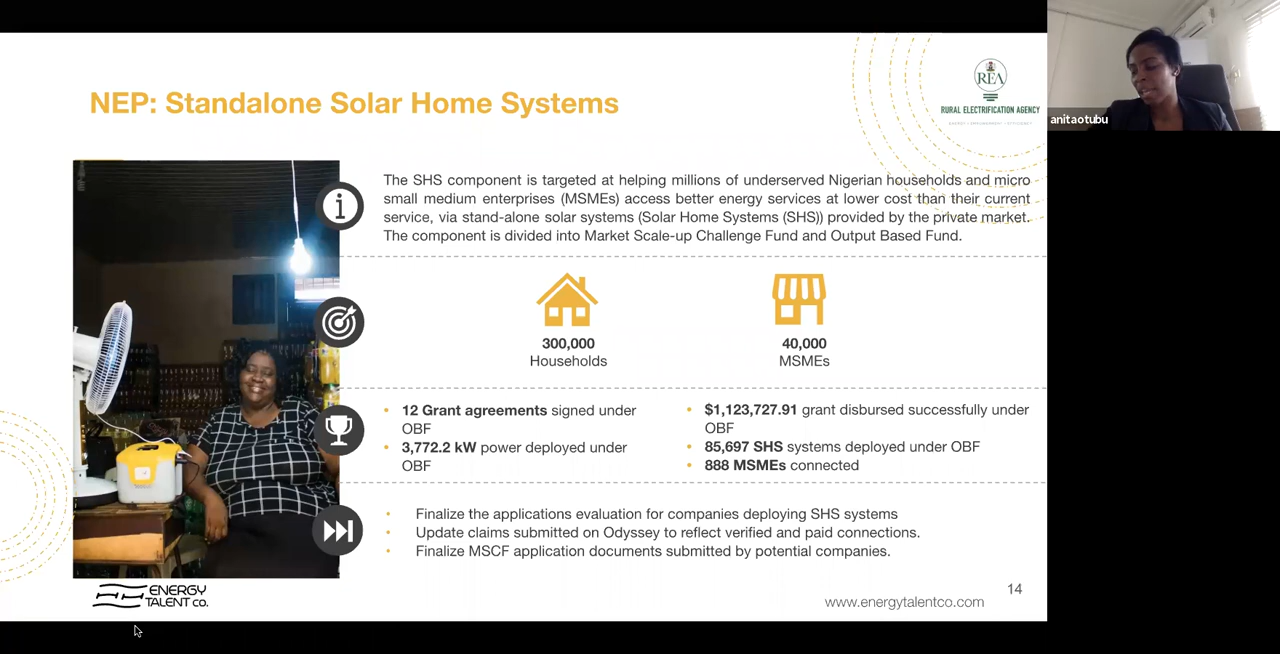 NEP: Standalone Solar Home Systems
REA
RURAL ELECTRIFICATION AGENCY
anitaotubu
The SHS component is targeted at helping millions of underserved Nigerian households and micro
small medium enterprises (MSMEs) access better energy services at lower cost than their current
service, via stand-alone solar systems (Solar Home Systems (SHS)) provided by the private market.
The component is divided into Market Scale-up Challenge Fund and Output Based Fund.
300,000
Households
40,000
MSMEs
• 12 Grant agreements signed under
OBF
• 3,772.2 kW power deployed under
OBF
• $1,123,727.91 grant disbursed successfully under
OBF
• 85,697 SHS systems deployed under OBF
• 888 MSMEs connected
• Finalize the applications evaluation for companies deploying SHS systems
• Update claims submitted on Odyssey to reflect verified and paid connections.
• Finalize MSCF application documents submitted by potential companies.
ENERGY
TALENT CO.
www.energytalentco.com
14